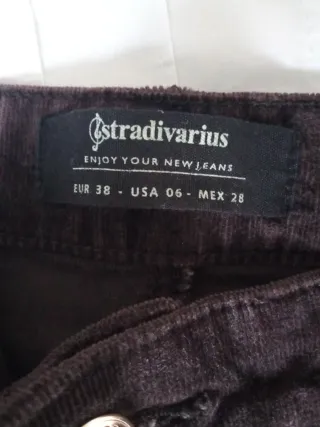 stradivarius
ENJOY YOUR NEW JEANS
EUR 38 - USA 06 - MEX 28